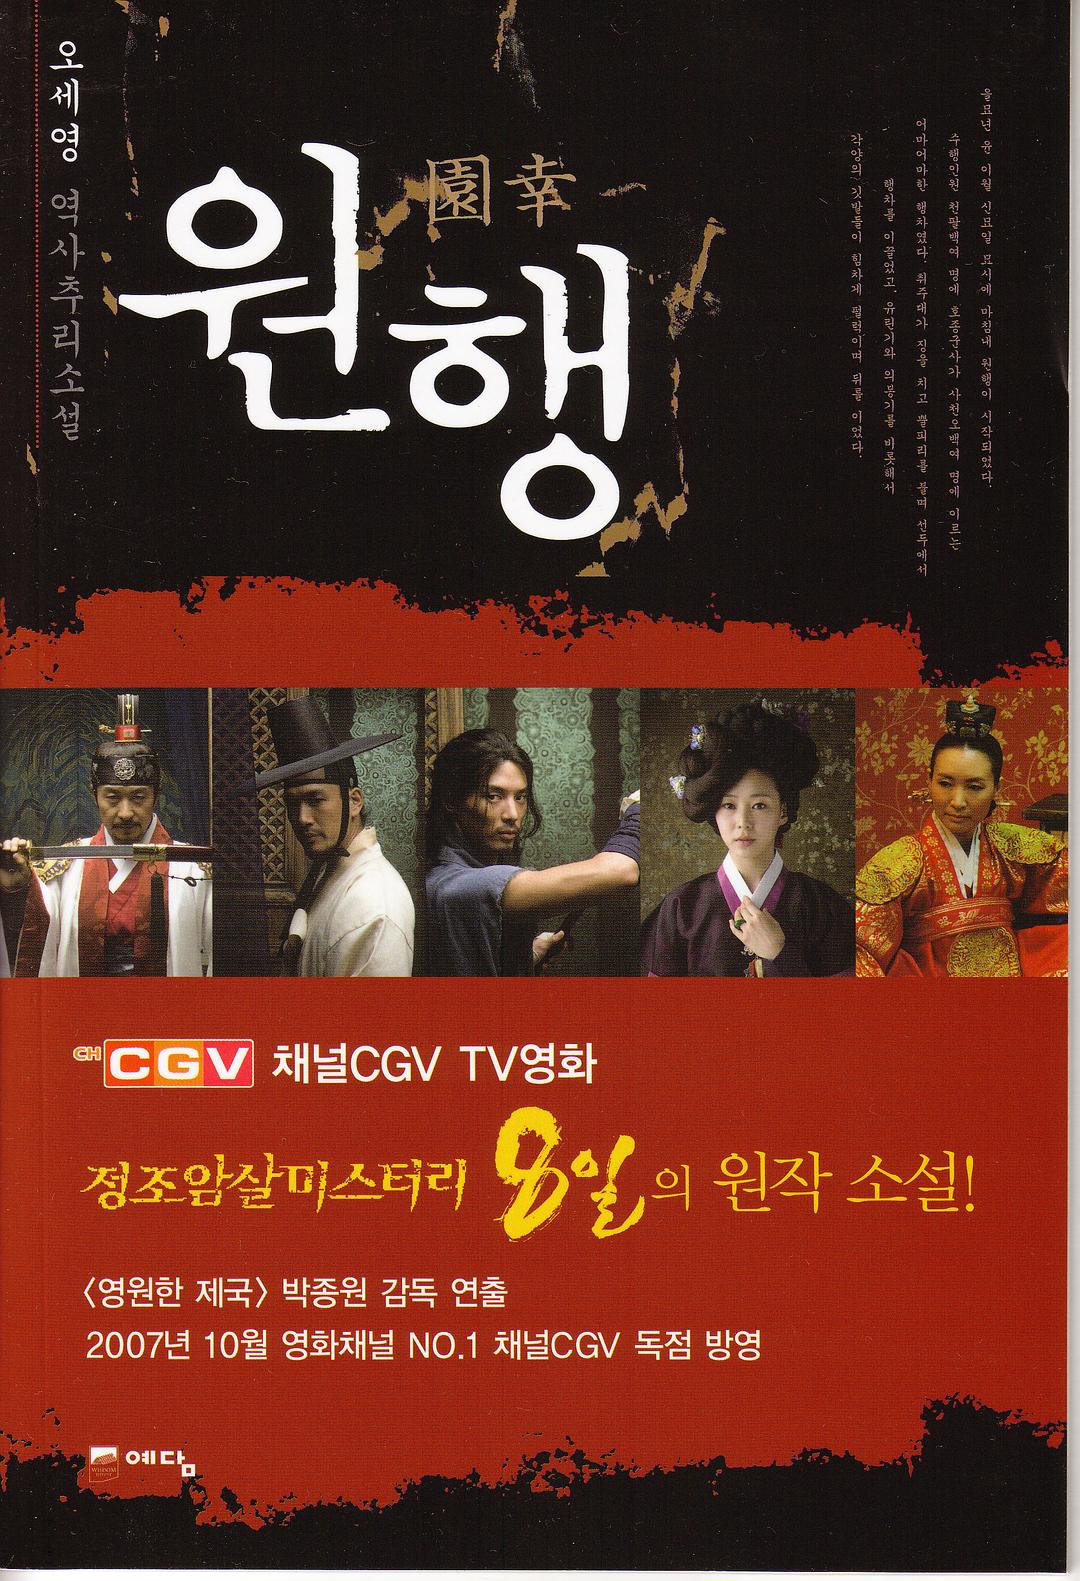 오세영 역사추리소설
園幸
원행
을묘년 윤 이월 신묘일 묘시에 마침내 원행이 시작되었다.
수행인원 천팔백여 명에 호종군사가 사천오백여 명에 이르는
어마어마한 행차였다. 취주대가 징을 치고 뿔피리를 불며 선두에서
행차를 이끌었고, 유린기와 의봉기를 비롯해서
각양의 깃발들이 힘차게 펄럭이며 뒤를 이었다.
CH CGV 채널CGV TV영화
정조암살미스터리 8일의 원작 소설!
〈영원한 제국〉 박종원 감독 연출
2007년 10월 영화채널 NO.1 채널CGV 독점 방영
WISDOM HOUSE 예담